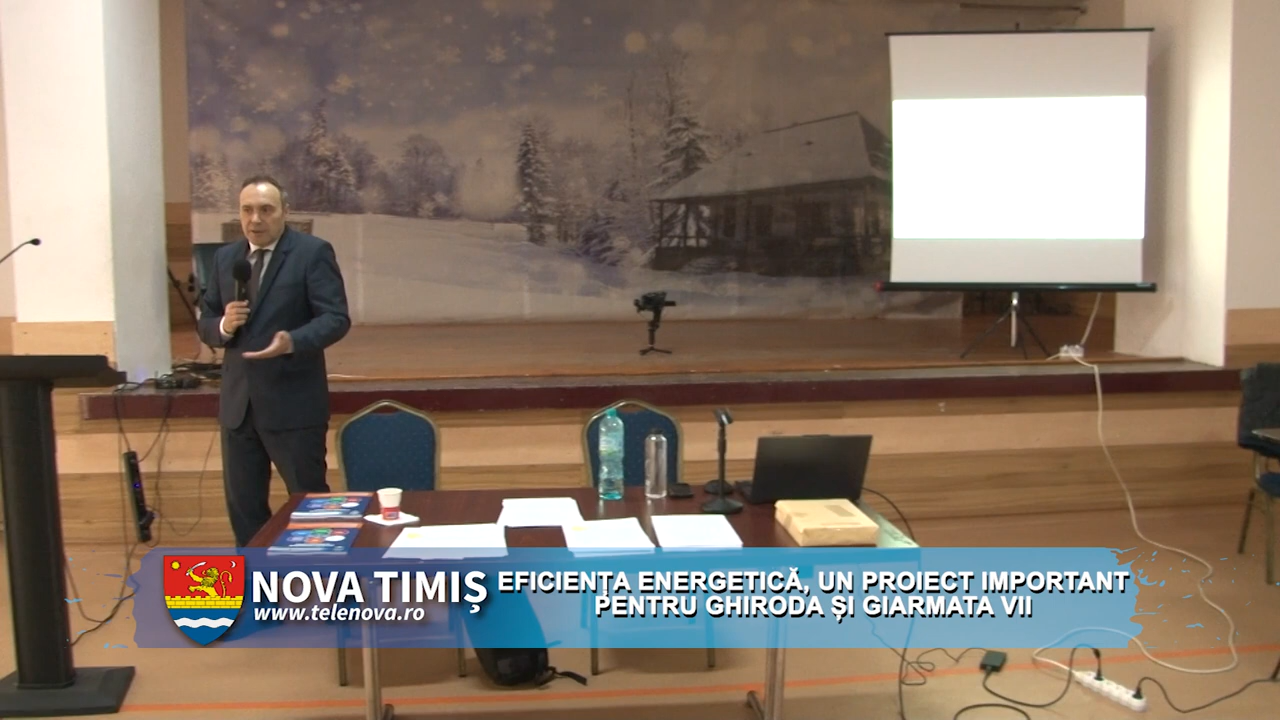 NOVA TIMIȘ
www.telenova.ro
EFICIENȚA ENERGETICĂ, UN PROIECT IMPORTANT
PENTRU GHIRODA ȘI GIARMATA VII